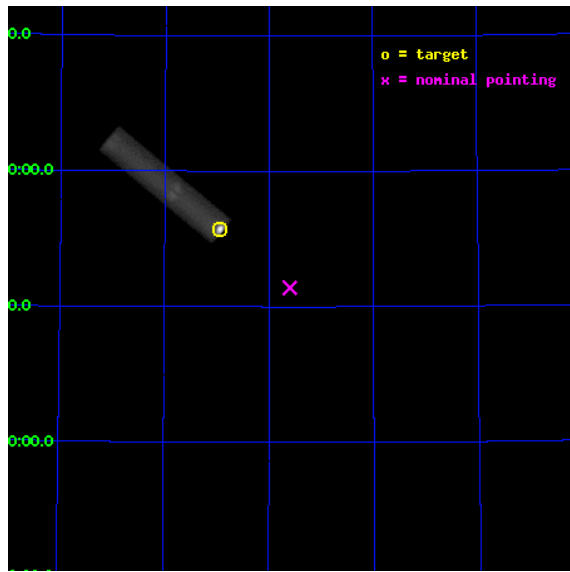 0.0
o = target
x = nominal pointing
0:00.0
0.0
0:00.0